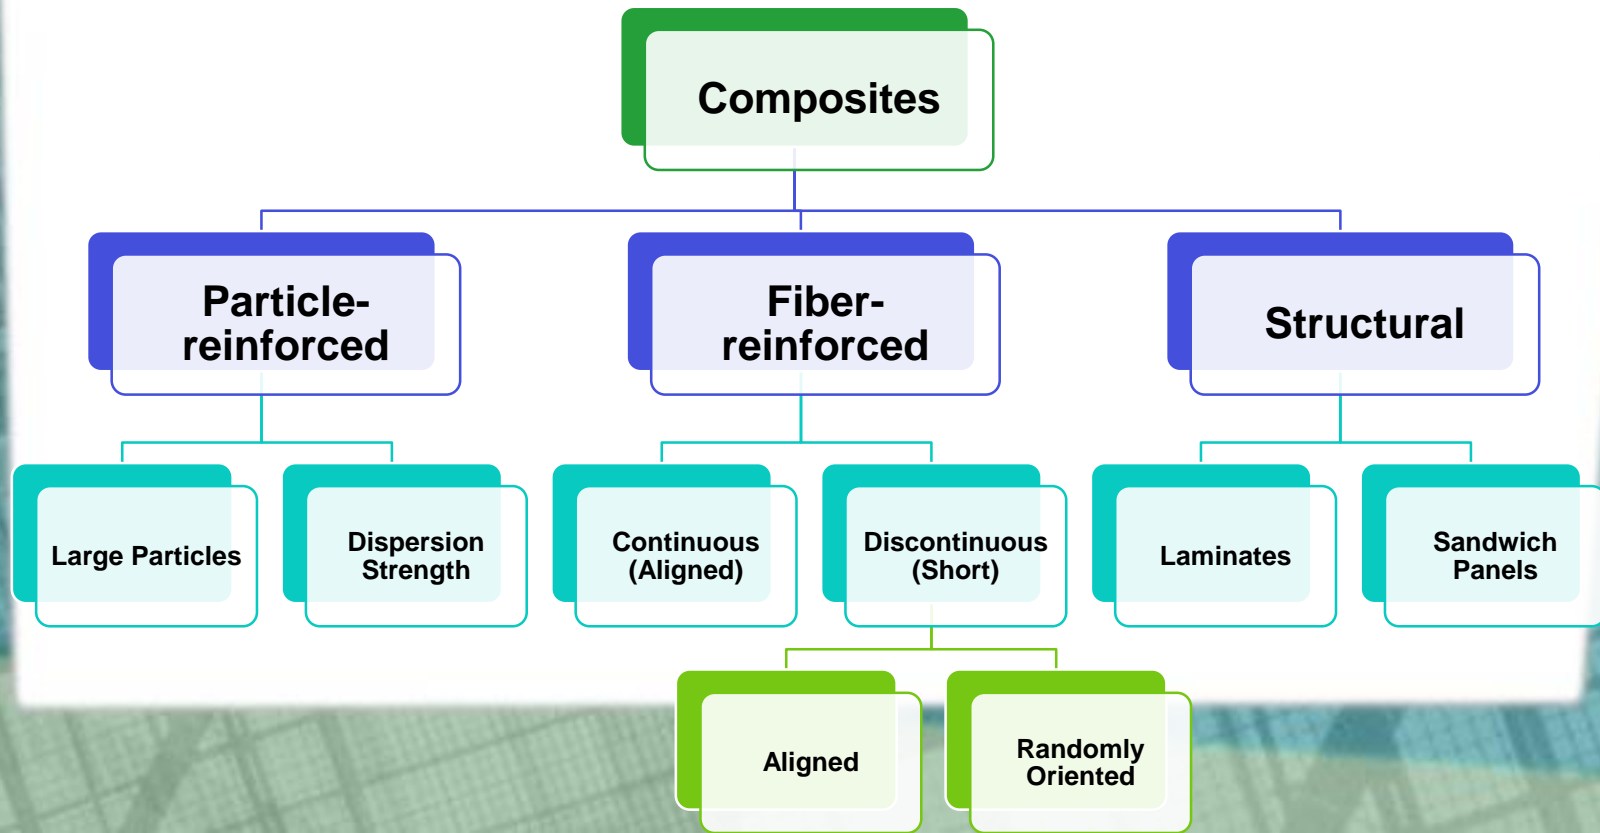 Composites
Particle-
reinforced
Fiber-
reinforced
Structural
Large Particles
Dispersion
Strength
Continuous
(Aligned)
Discontinuous
(Short)
Laminates
Sandwich
Panels
Aligned
Randomly
Oriented